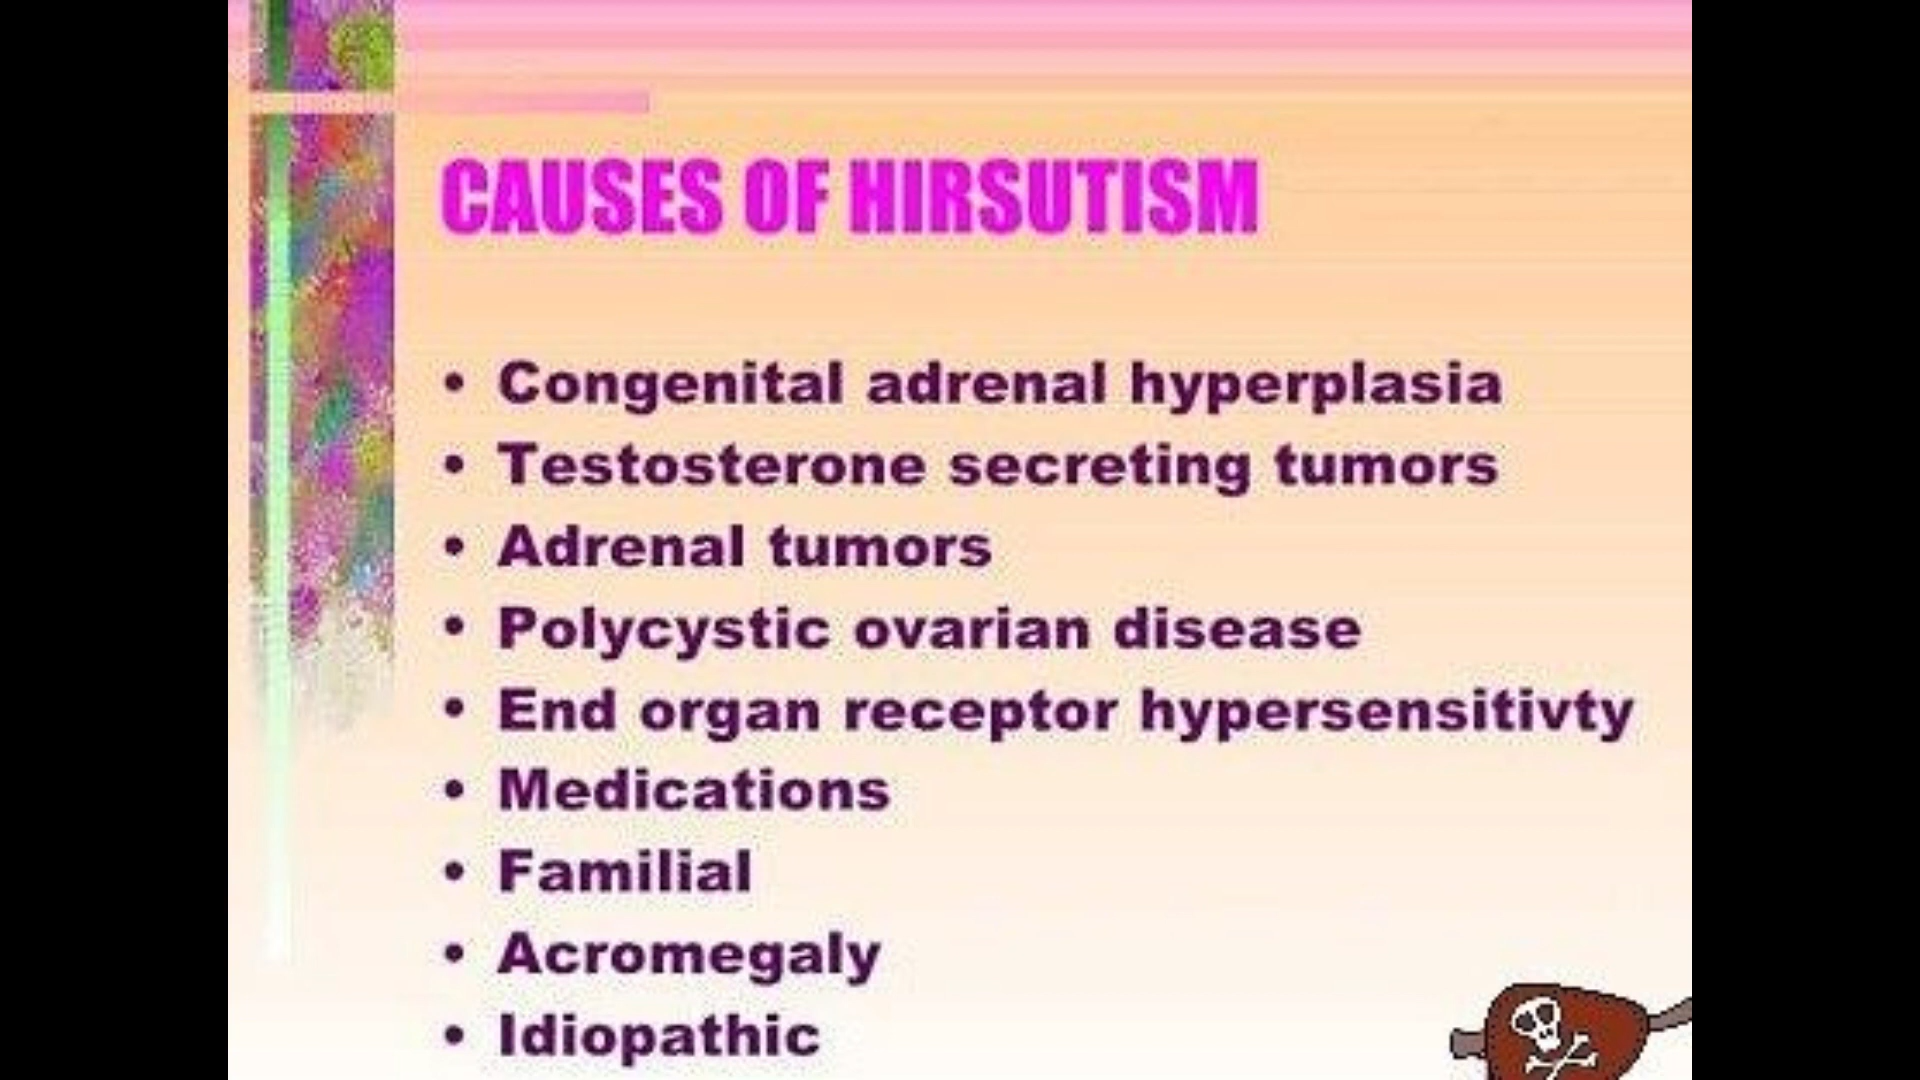 CAUSES OF HIRSUTISM
• Congenital adrenal hyperplasia
• Testosterone secreting tumors
• Adrenal tumors
• Polycystic ovarian disease
• End organ receptor hypersensitivty
• Medications
• Familial
• Acromegaly
• Idiopathic